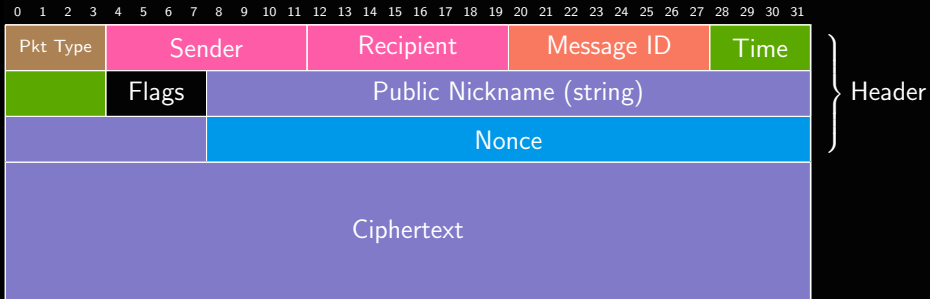 0 1 2 3 4 5 6 7 8 9 10 11 12 13 14 15 16 17 18 19 20 21 22 23 24 25 26 27 28 29 30 31
Pkt Type Sender Recipient Message ID Time
Flags Public Nickname (string) Header
Nonce
Ciphertext